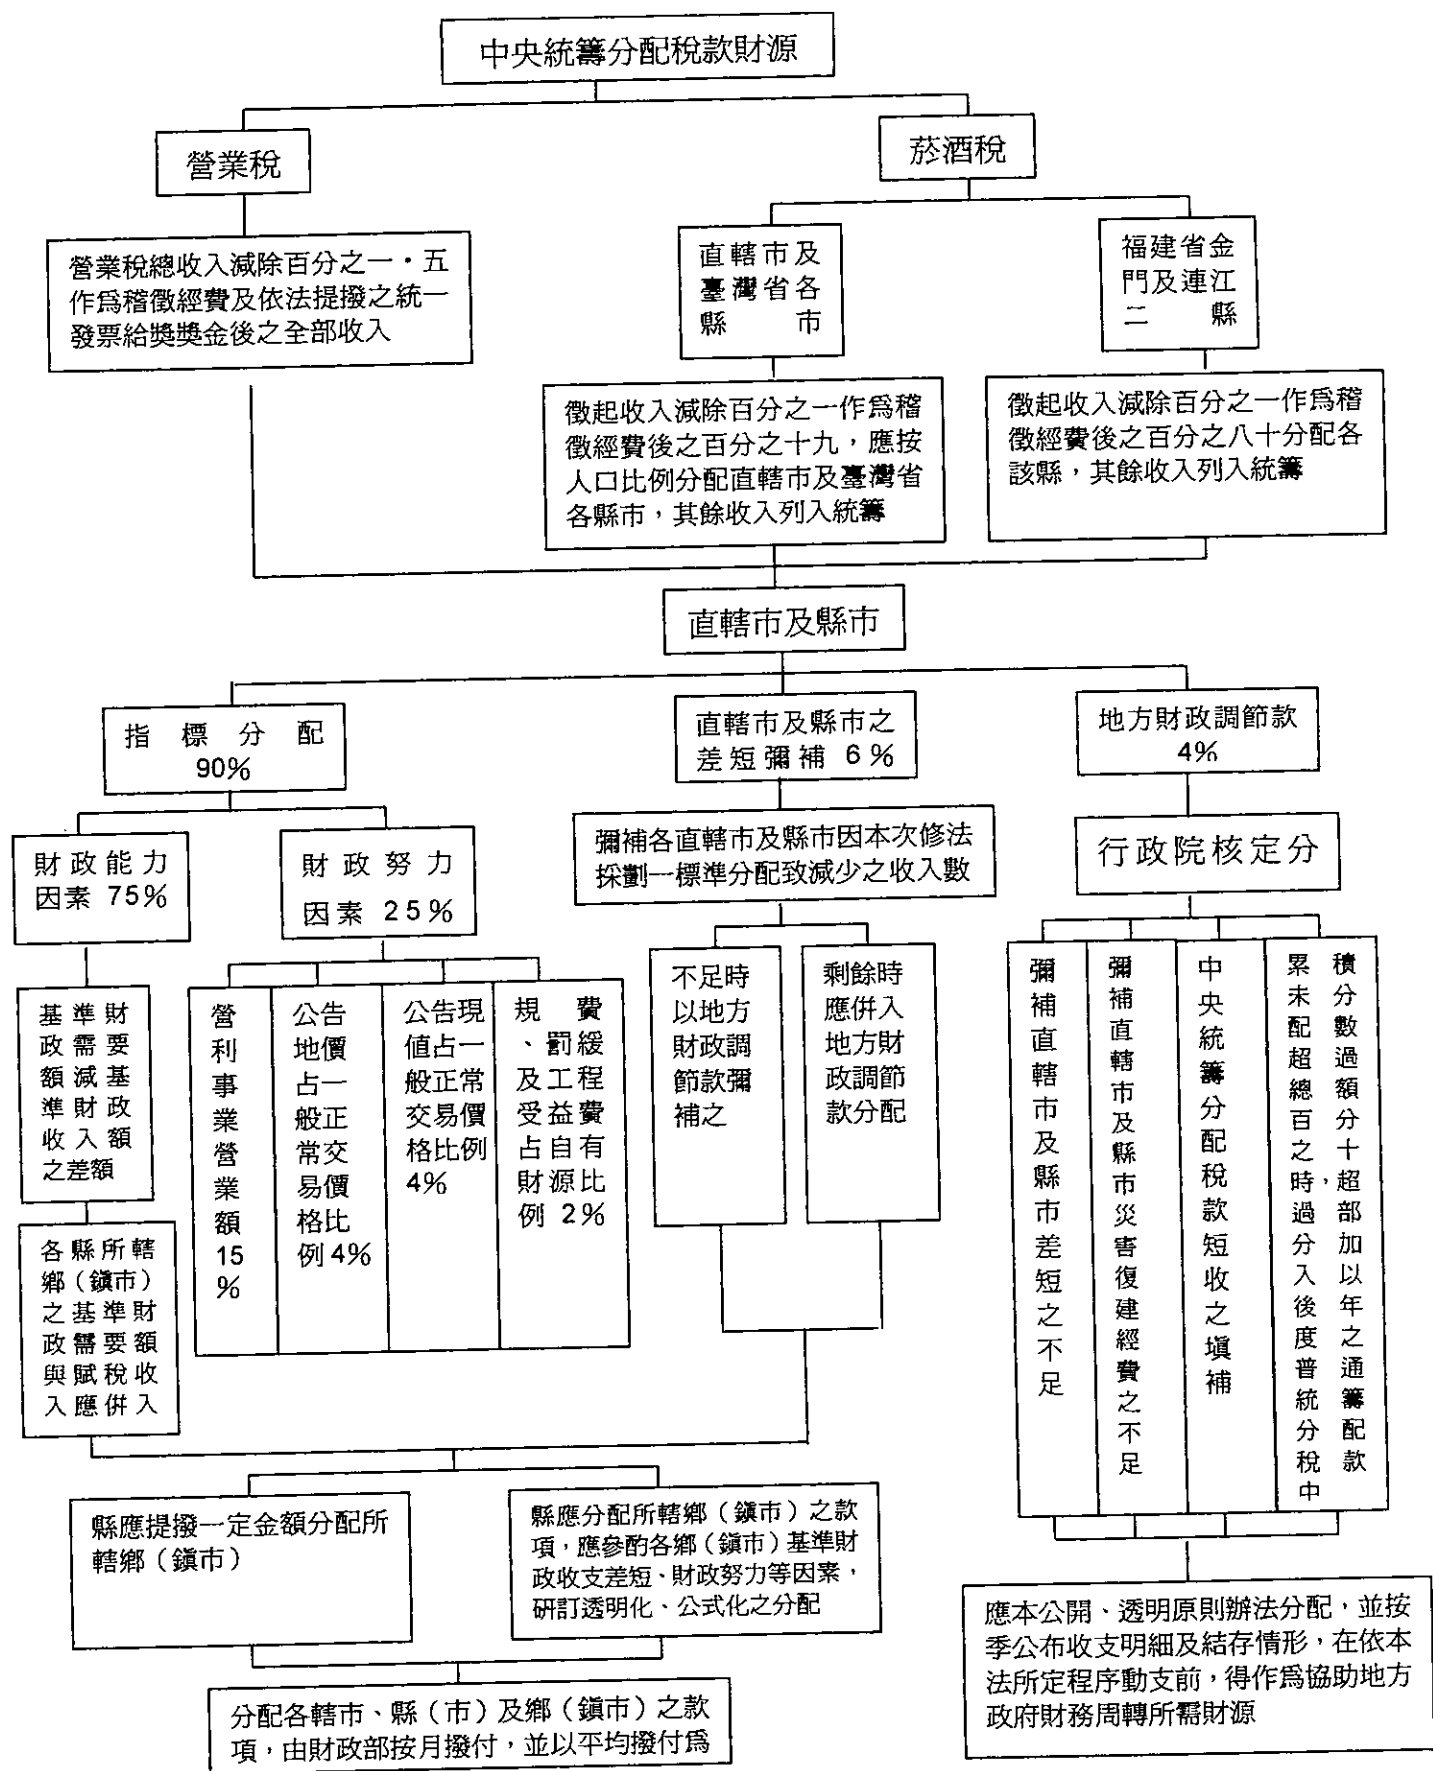 中央統籌分配稅款財源
營業稅
菸酒稅
營業稅總收入減除百分之一・五
作爲稽徵經費及依法提撥之統一
發票給獎獎金後之全部收入
直轄市及
臺灣省各
縣市
福建省金
門及連江
二縣
徵起收入減除百分之一作爲稽
徵經費後之百分之十九，應按
人口比例分配直轄市及臺灣省
各縣市，其餘收入列入統籌
徵起收入減除百分之一作爲稽
徵經費後之百分之八十分配各
該縣，其餘收入列入統籌
直轄市及縣市
指標分配
90%
直轄市及縣市之
差短彌補 6%
地方財政調節款
4%
財政能力
因素 75%
財政努力
因素 25%
彌補各直轄市及縣市因本次修法
採劃一標準分配致減少之收入數
行政院核定分
基準財
政需要
額減基
準財政
收入額
之差額
營利事業營業額
15
%
公告
地價
占一
般正
常交
易價
格比
例4%
公告現
值占一
般正常
交易價
格比例
4%
規費
、罰緩
及工程
受益費
占自有
財源比
例 2%
不足時
以地方
財政調
節款彌
補之
剩餘時
應併入
地方財
政調節
款分配
彌補直轄市及縣市差短之不足
彌補直轄市及縣市災害復建經費之不足
中央統籌分配稅款短收之塡補
累積
未分
配數
超過
總額
百分
之十
時，超
過部
分加
入以
後年
度之
普通
統籌
分配
稅款
中
各縣所轄
鄉（鎭市）
之基準財
政需要額
與賦稅收
入應併入
縣應提撥一定金額分配所
轄鄉（鎭市）
縣應分配所轄鄉（鎭市）之款
項，應參酌各鄉（鎭市）基準財
政收支差短、財政努力等因素，
研訂透明化、公式化之分配
應本公開、透明原則辦法分配，並按
季公布收支明細及結存情形，在依本
法所定程序動支前，得作爲協助地方
政府財務周轉所需財源
分配各轄市、縣（市）及鄉（鎭市）之款
項，由財政部按月撥付，並以平均撥付爲